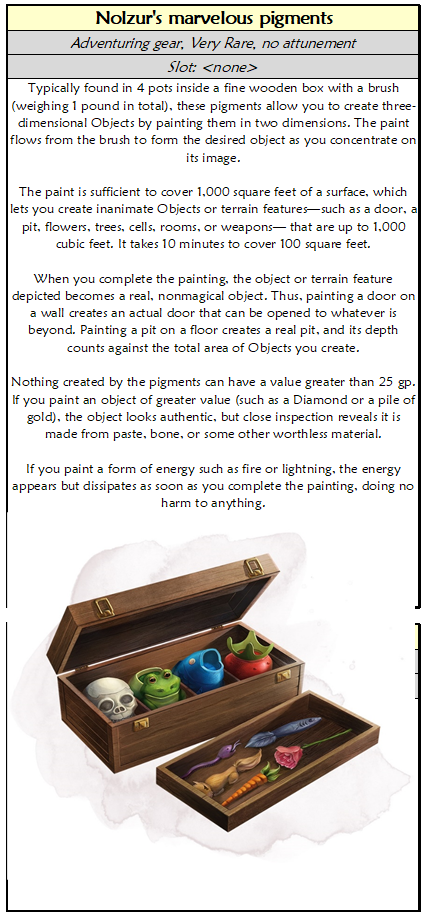 Nolzur's marvelous pigments
Adventuring gear, Very Rare, no attunement
Slot: <none>
Typically found in 4 pots inside a fine wooden box with a brush
(weighing 1 pound in total), these pigments allow you to create three-
dimensional Objects by painting them in two dimensions. The paint
flows from the brush to form the desired object as you concentrate on
its image.
The paint is sufficient to cover 1,000 square feet of a surface, which
lets you create inanimate Objects or terrain features—such as a door, a
pit, flowers, trees, cells, rooms, or weapons— that are up to 1,000
cubic feet. It takes 10 minutes to cover 100 square feet.
When you complete the painting, the object or terrain feature
depicted becomes a real, nonmagical object. Thus, painting a door on
a wall creates an actual door that can be opened to whatever is
beyond. Painting a pit on a floor creates a real pit, and its depth
counts against the total area of Objects you create.
Nothing created by the pigments can have a value greater than 25 gp.
If you paint an object of greater value (such as a Diamond or a pile of
gold), the object looks authentic, but close inspection reveals it is
made from paste, bone, or some other worthless material.
If you paint a form of energy such as fire or lightning, the energy
appears but dissipates as soon as you complete the painting, doing no
harm to anything.